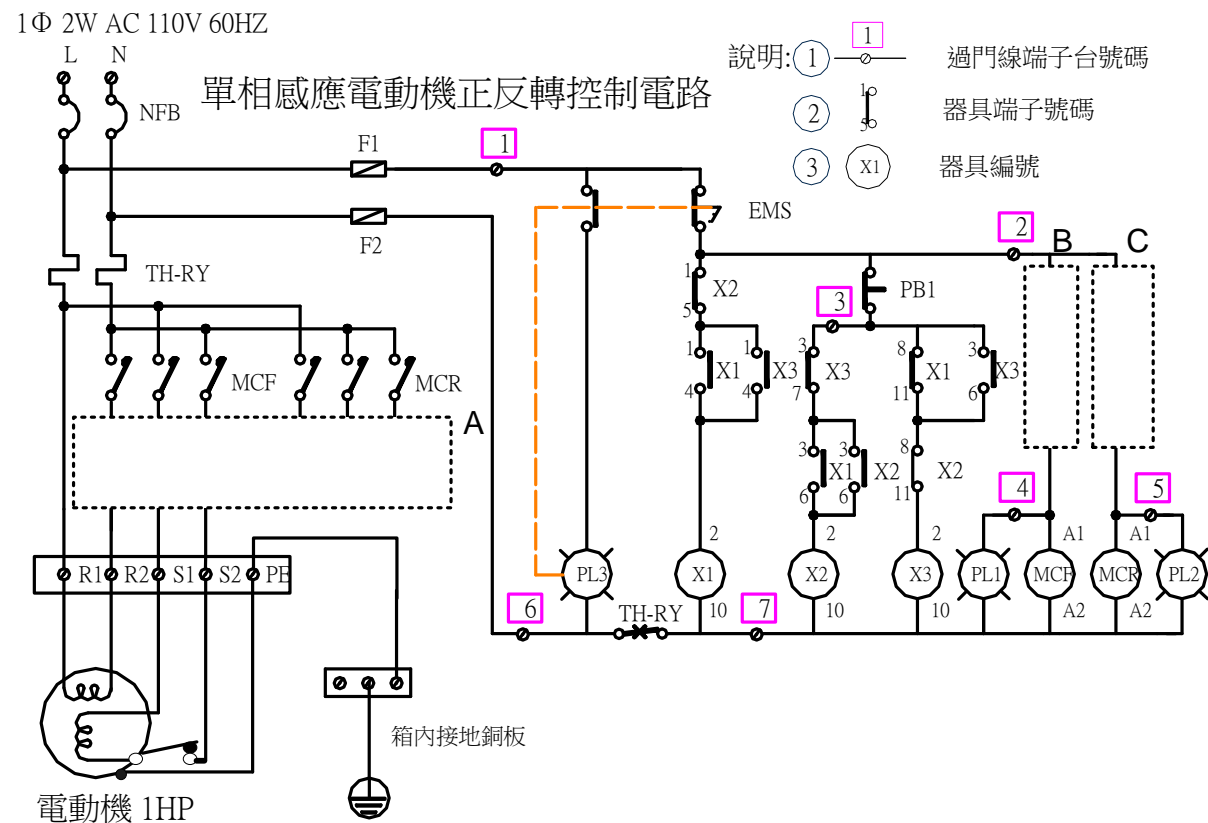 1Φ 2W AC 110V 60HZ
L N
NFB
單相感應電動機正反轉控制電路
說明: 1 1 過門線端子台號碼
2 1 5 器具端子號碼
3 X1 器具編號
F1 1
F2
EMS
TH-RY
2 B C
1 X2 5
PB1
3
MCF MCR
1 X1 4 1 X3 4
3 X3 7
8 X1 11 3 X3 6
A
3 X1 6 3 X2 6
8 X2 11
4 5
2 2 2 A1 A1
R1 R2 S1 S2 PE
PL3 X1 X2 X3 PL1 MCF MCR PL2
10 10 10 A2 A2
6 TH-RY 7
箱內接地銅板
電動機 1HP